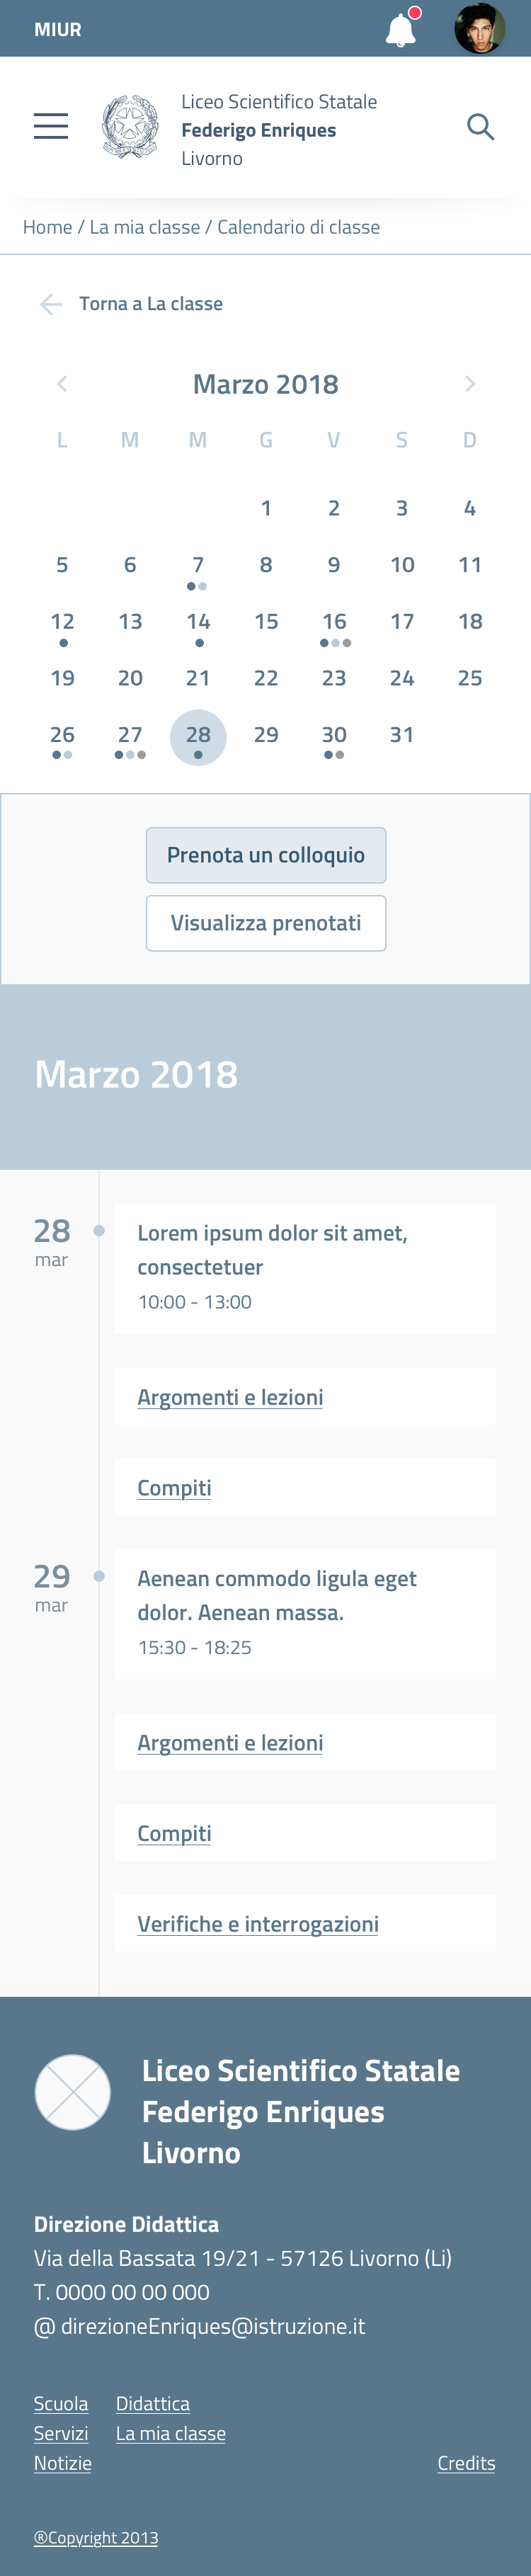 MIUR
Liceo Scientifico Statale
Federigo Enriques
Livorno
Home / La mia classe / Calendario di classe
Torna a La classe
Marzo 2018
L M M G V S D
1 2 3 4
5 6 7 8 9 10 11
12 13 14 15 16 17 18
19 20 21 22 23 24 25
26 27 28 29 30 31
Prenota un colloquio
Visualizza prenotati
Marzo 2018
28
mar
Lorem ipsum dolor sit amet,
consectetuer
10:00 - 13:00
Argomenti e lezioni
Compiti
29
mar
Aenean commodo ligula eget
dolor. Aenean massa.
15:30 - 18:25
Argomenti e lezioni
Compiti
Verifiche e interrogazioni
Liceo Scientifico Statale
Federigo Enriques
Livorno
Direzione Didattica
Via della Bassata 19/21 - 57126 Livorno (Li)
T. 0000 00 00 000
@ direzioneEnriques@istruzione.it
Scuola Didattica
Servizi La mia classe
Notizie Credits
®Copyright 2013